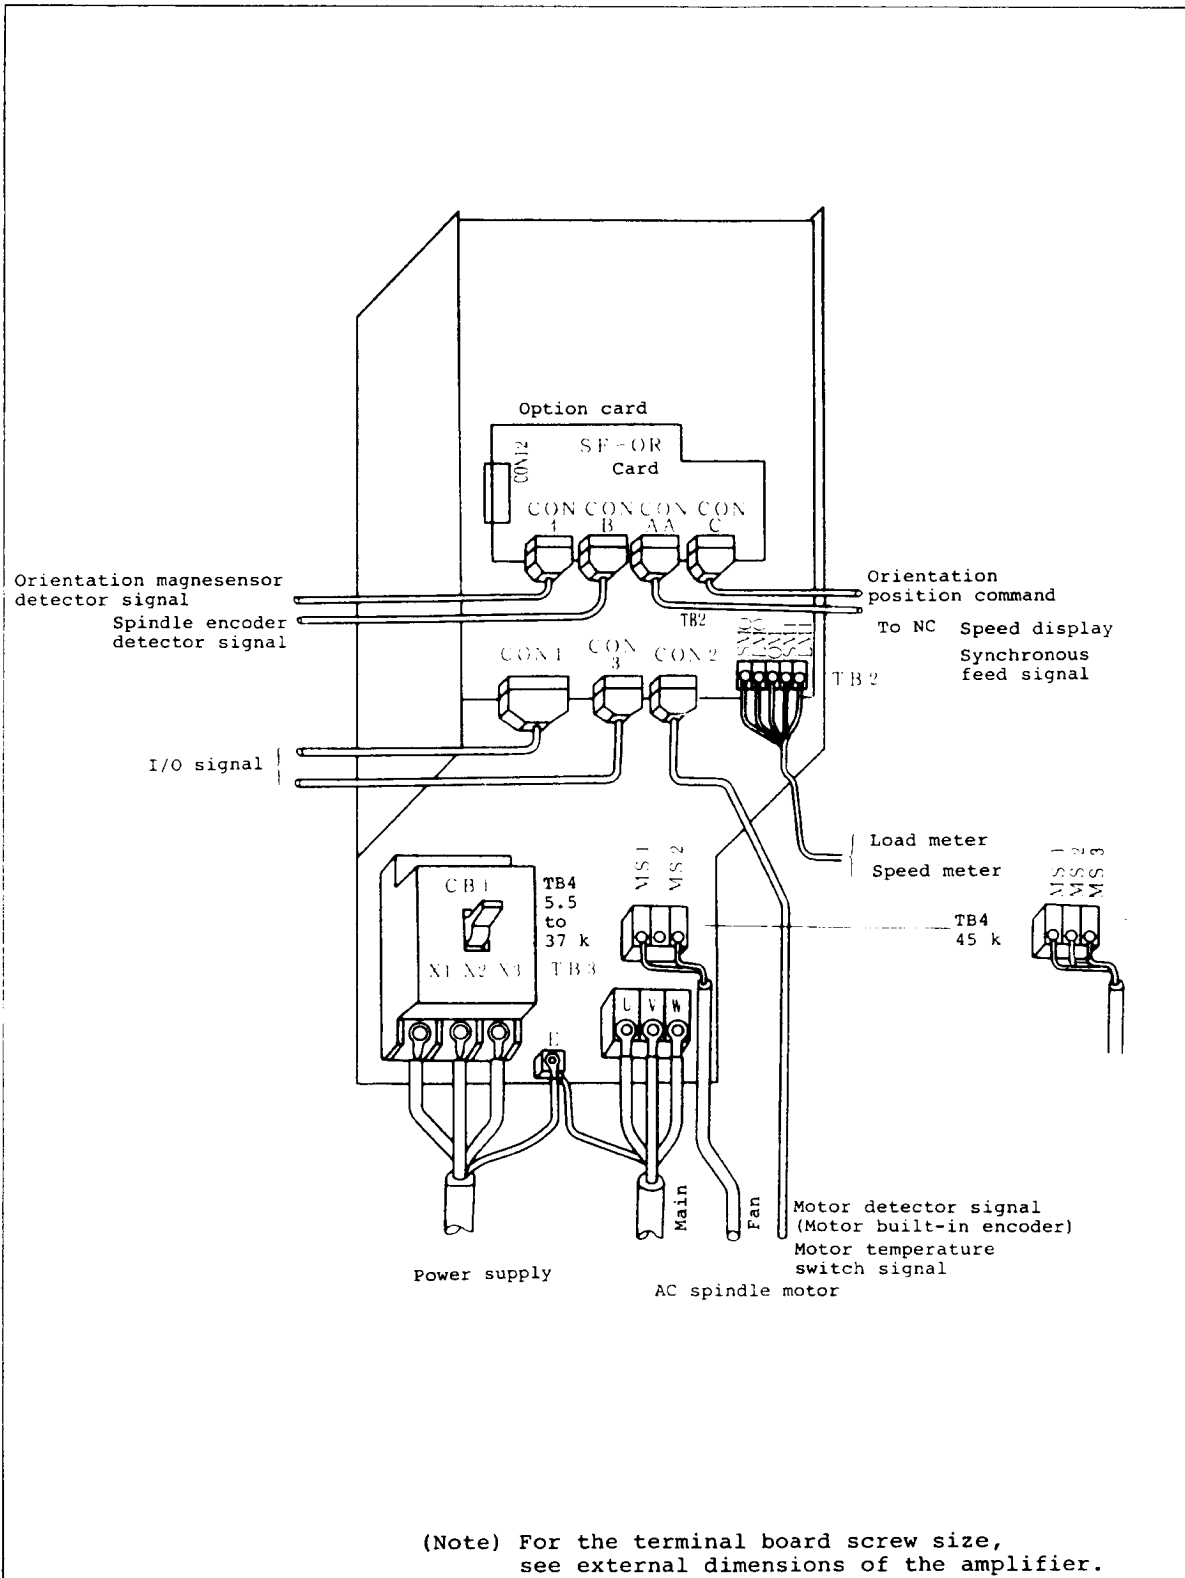 Option card
SF-OR
Card
CON12
CON CON CON CON
1 B AA C
Orientation magnesensor
detector signal
Spindle encoder
detector signal
Orientation
position command
To NC Speed display
Synchronous
feed signal
TB2
CON1 CON 3 CON2
TB2
I/O signal
Load meter
Speed meter
CB1
X1 X2 X3
TB4
5.5
to
37 k
TB3
MS1
MS2
TB4
45 k
MS1
MS2
MS3
U V W
E
Main
Fan
Power supply
AC spindle motor
Motor detector signal
(Motor built-in encoder)
Motor temperature
switch signal
(Note) For the terminal board screw size,
see external dimensions of the amplifier.